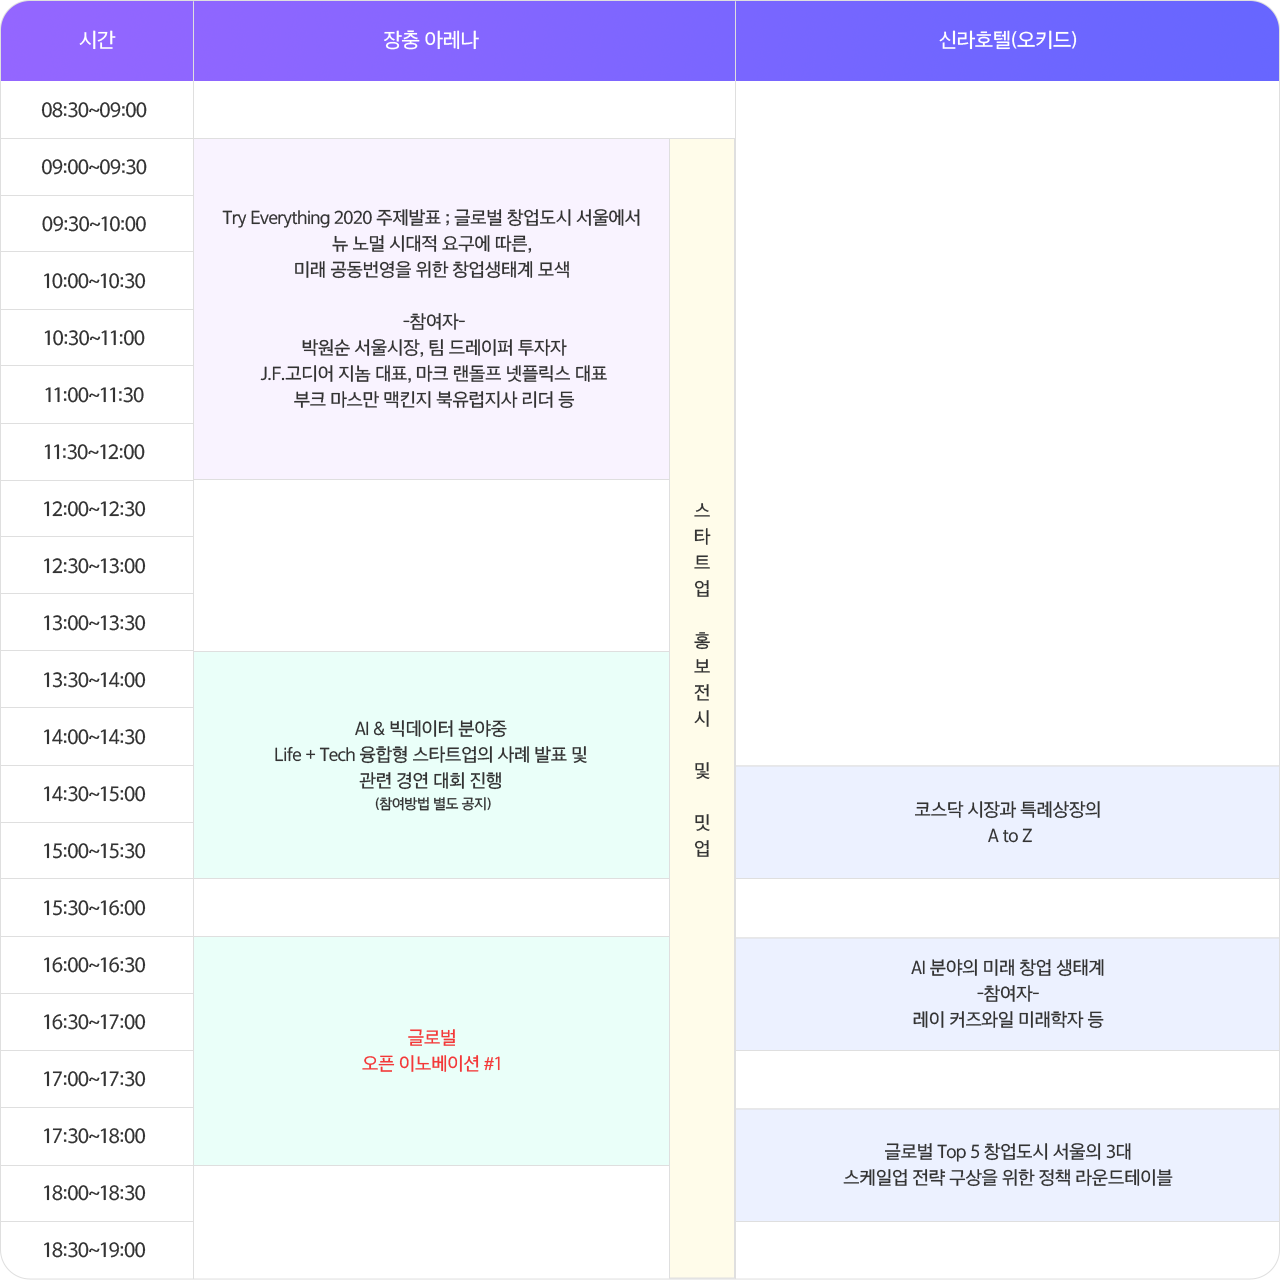 시간
장충 아레나
신라호텔(오키드)
08:30~09:00
09:00~09:30
09:30~10:00
10:00~10:30
10:30~11:00
11:00~11:30
11:30~12:00
12:00~12:30
12:30~13:00
13:00~13:30
13:30~14:00
14:00~14:30
14:30~15:00
15:00~15:30
15:30~16:00
16:00~16:30
16:30~17:00
17:00~17:30
17:30~18:00
18:00~18:30
18:30~19:00
Try Everything 2020 주제발표 ; 글로벌 창업도시 서울에서
뉴 노멀 시대적 요구에 따른,
미래 공동번영을 위한 창업생태계 모색
-참여자-
박원순 서울시장, 팀 드레이퍼 투자자
J.F.고디어 지놈 대표, 마크 랜돌프 넷플릭스 대표
부크 마스만 맥킨지 북유럽지사 리더 등
AI & 빅데이터 분야중
Life + Tech 융합형 스타트업의 사례 발표 및
관련 경연 대회 진행
(참여방법 별도 공지)
글로벌
오픈 이노베이션 #1
스
타
트
업
홍
보
전
시
및
밋
업
코스닥 시장과 특례상장의
A to Z
AI 분야의 미래 창업 생태계
-참여자-
레이 커즈와일 미래학자 등
글로벌 Top 5 창업도시 서울의 3대
스케일업 전략 구상을 위한 정책 라운드테이블